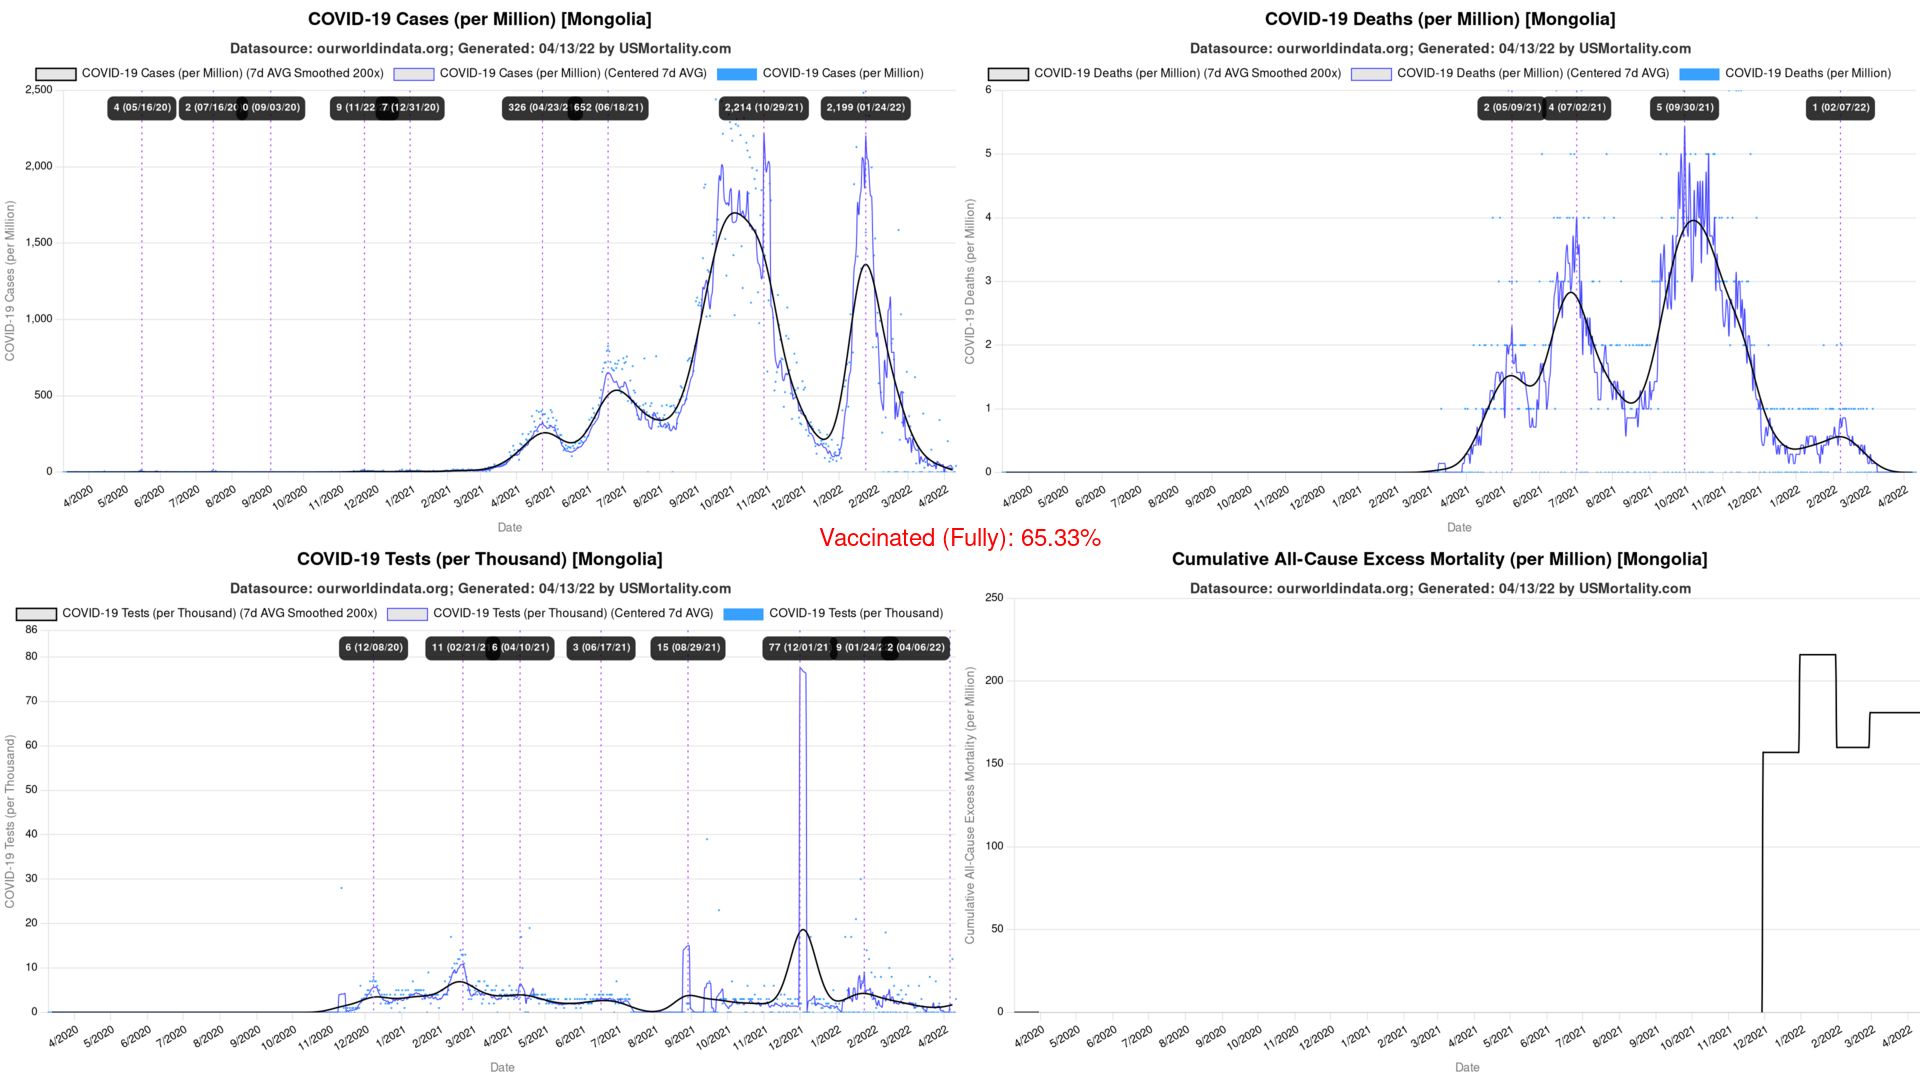 COVID-19 Cases (per Million) [Mongolia]
Datasource: ourworldindata.org; Generated: 04/13/22 by USMortality.com
COVID-19 Cases (per Million) (7d AVG Smoothed 200x)
COVID-19 Cases (per Million) (Centered 7d AVG)
COVID-19 Cases (per Million)
4 (05/16/20)
2 (07/16/20
0 (09/03/20)
9 (11/22
7 (12/31/20)
326 (04/23/2
652 (06/18/21)
2,214 (10/29/21)
2,199 (01/24/22)
COVID-19 Cases (per Million)
2,500
2,000
1,500
1,000
500
0
4/2020 5/2020 6/2020 7/2020 8/2020 9/2020 10/2020 11/2020 12/2020 1/2021 2/2021 3/2021 4/2021 5/2021 6/2021 7/2021 8/2021 9/2021 10/2021 11/2021 12/2021 1/2022 2/2022 3/2022 4/2022
Date
COVID-19 Deaths (per Million) [Mongolia]
Datasource: ourworldindata.org; Generated: 04/13/22 by USMortality.com
COVID-19 Deaths (per Million) (7d AVG Smoothed 200x)
COVID-19 Deaths (per Million) (Centered 7d AVG)
COVID-19 Deaths (per Million)
2 (05/09/21)
4 (07/02/21)
5 (09/30/21)
1 (02/07/22)
COVID-19 Deaths (per Million)
6
5
4
3
2
1
0
4/2020 5/2020 6/2020 7/2020 8/2020 9/2020 10/2020 11/2020 12/2020 1/2021 2/2021 3/2021 4/2021 5/2021 6/2021 7/2021 8/2021 9/2021 10/2021 11/2021 12/2021 1/2022 2/2022 3/2022 4/2022
Date
Vaccinated (Fully): 65.33%
COVID-19 Tests (per Thousand) [Mongolia]
Datasource: ourworldindata.org; Generated: 04/13/22 by USMortality.com
COVID-19 Tests (per Thousand) (7d AVG Smoothed 200x)
COVID-19 Tests (per Thousand) (Centered 7d AVG)
COVID-19 Tests (per Thousand)
6 (12/08/20)
11 (02/21/2
6 (04/10/21)
3 (06/17/21)
15 (08/29/21)
77 (12/01/21
9 (01/24/2
2 (04/06/22)
COVID-19 Tests (per Thousand)
86
80
70
60
50
40
30
20
10
0
4/2020 5/2020 6/2020 7/2020 8/2020 9/2020 10/2020 11/2020 12/2020 1/2021 2/2021 3/2021 4/2021 5/2021 6/2021 7/2021 8/2021 9/2021 10/2021 11/2021 12/2021 1/2022 2/2022 3/2022 4/2022
Date
Cumulative All-Cause Excess Mortality (per Million) [Mongolia]
Datasource: ourworldindata.org; Generated: 04/13/22 by USMortality.com
Cumulative All-Cause Excess Mortality (per Million)
250
200
150
100
50
0
4/2020 5/2020 6/2020 7/2020 8/2020 9/2020 10/2020 11/2020 12/2020 1/2021 2/2021 3/2021 4/2021 5/2021 6/2021 7/2021 8/2021 9/2021 10/2021 11/2021 12/2021 1/2022 2/2022 3/2022 4/2022
Date